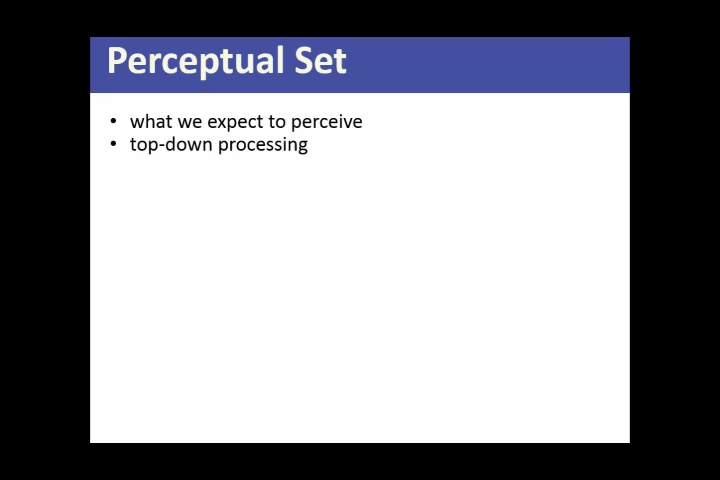 Perceptual Set
• what we expect to perceive
• top-down processing